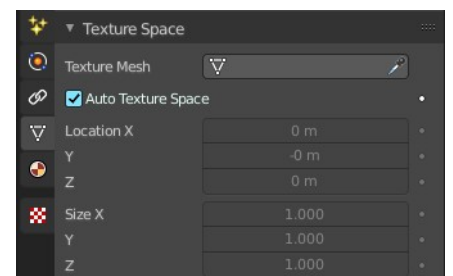 Texture Space
Texture Mesh
Auto Texture Space
Location X 0 m
Y -0 m
Z 0 m
Size X 1.000
Y 1.000
Z 1.000